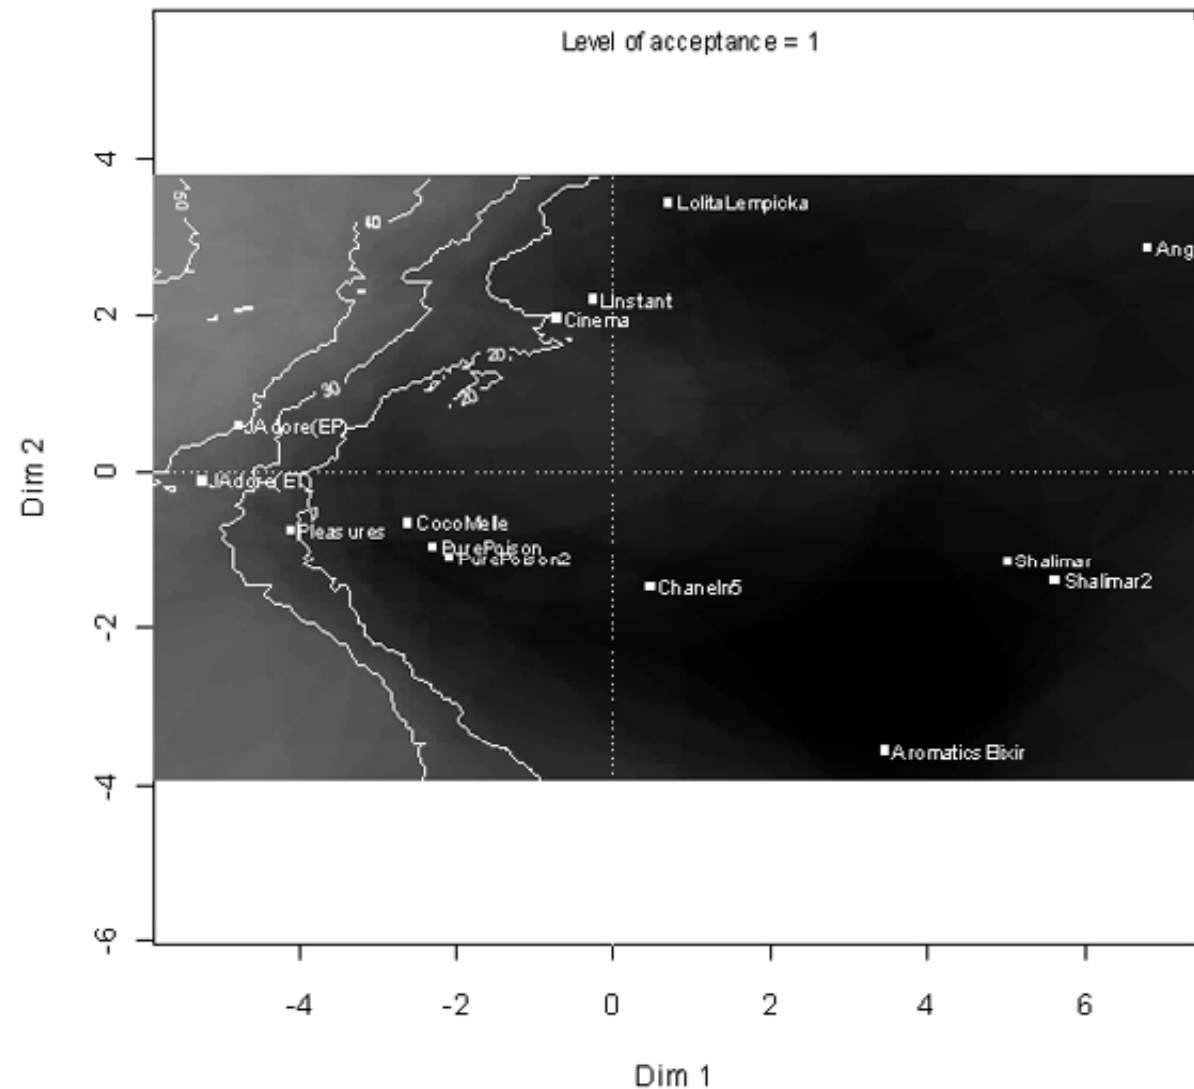 Level of acceptance = 1
4
2
0
-2
-4
-6
Dim 2
50
40
30
20
20
LolitaLempicka
Ang
Linstant
Cinema
JAdore(EP)
JAdore(ET)
Pleasures
CocoMelle
PurePoison
PurePoison2
Chaneln5
Shalimar
Shalimar2
Aromatics Elixir
-4
-2
0
2
4
6
Dim 1